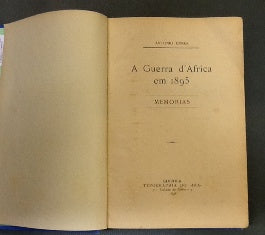 ANTONIO ENNES
A Guerra d'Africa
em 1895
MEMORIAS
LISBOA
TYPOGRAPHIA DO «DIA»